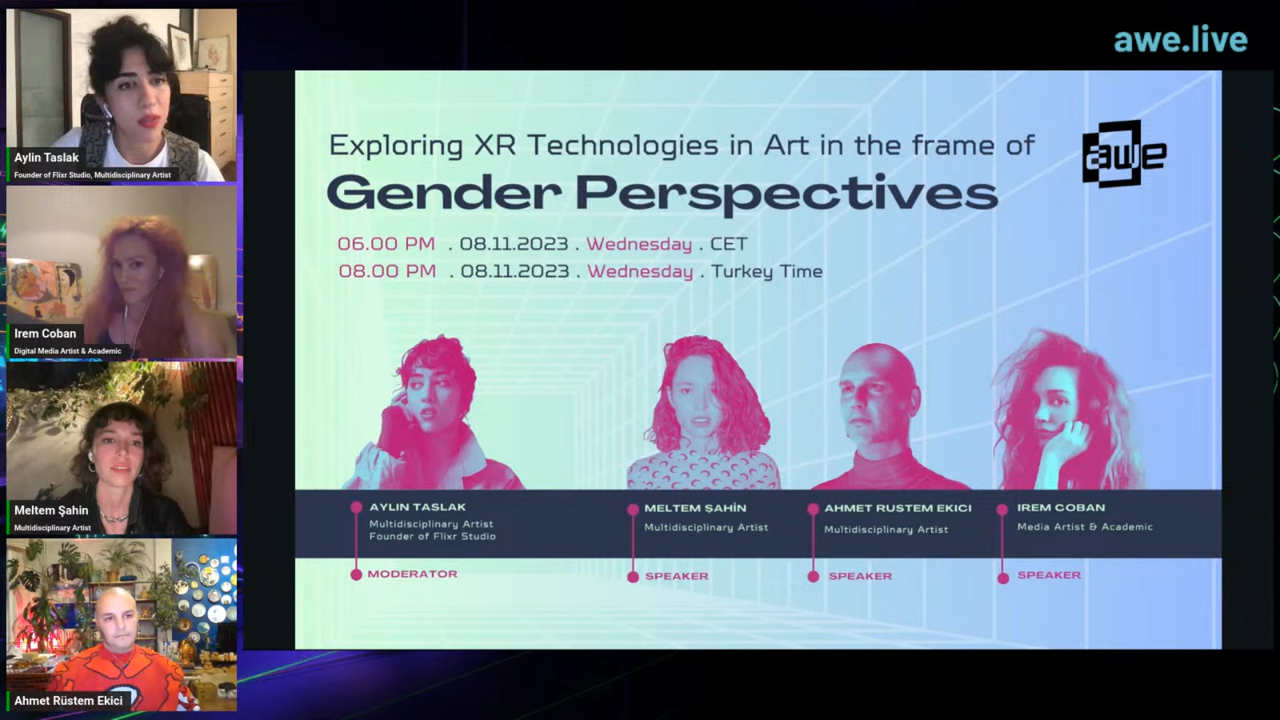 awe.live
Exploring XR Technologies in Art in the frame of
Gender Perspectives
awe
06.00 PM . 08.11.2023 . Wednesday . CET
08.00 PM . 08.11.2023 . Wednesday . Turkey Time
AYLIN TASLAK
Multidisciplinary Artist
Founder of Flixr Studio
MODERATOR
MELTEM ŞAHİN
Multidisciplinary Artist
SPEAKER
AHMET RUSTEM EKICI
Multidisciplinary Artist
SPEAKER
IREM COBAN
Media Artist & Academic
SPEAKER
Aylin Taslak
Founder of Flixr Studio, Multidisciplinary Artist
Irem Coban
Digital Media Artist & Academic
Meltem Şahin
Multidisciplinary Artist
Ahmet Rüstem Ekici